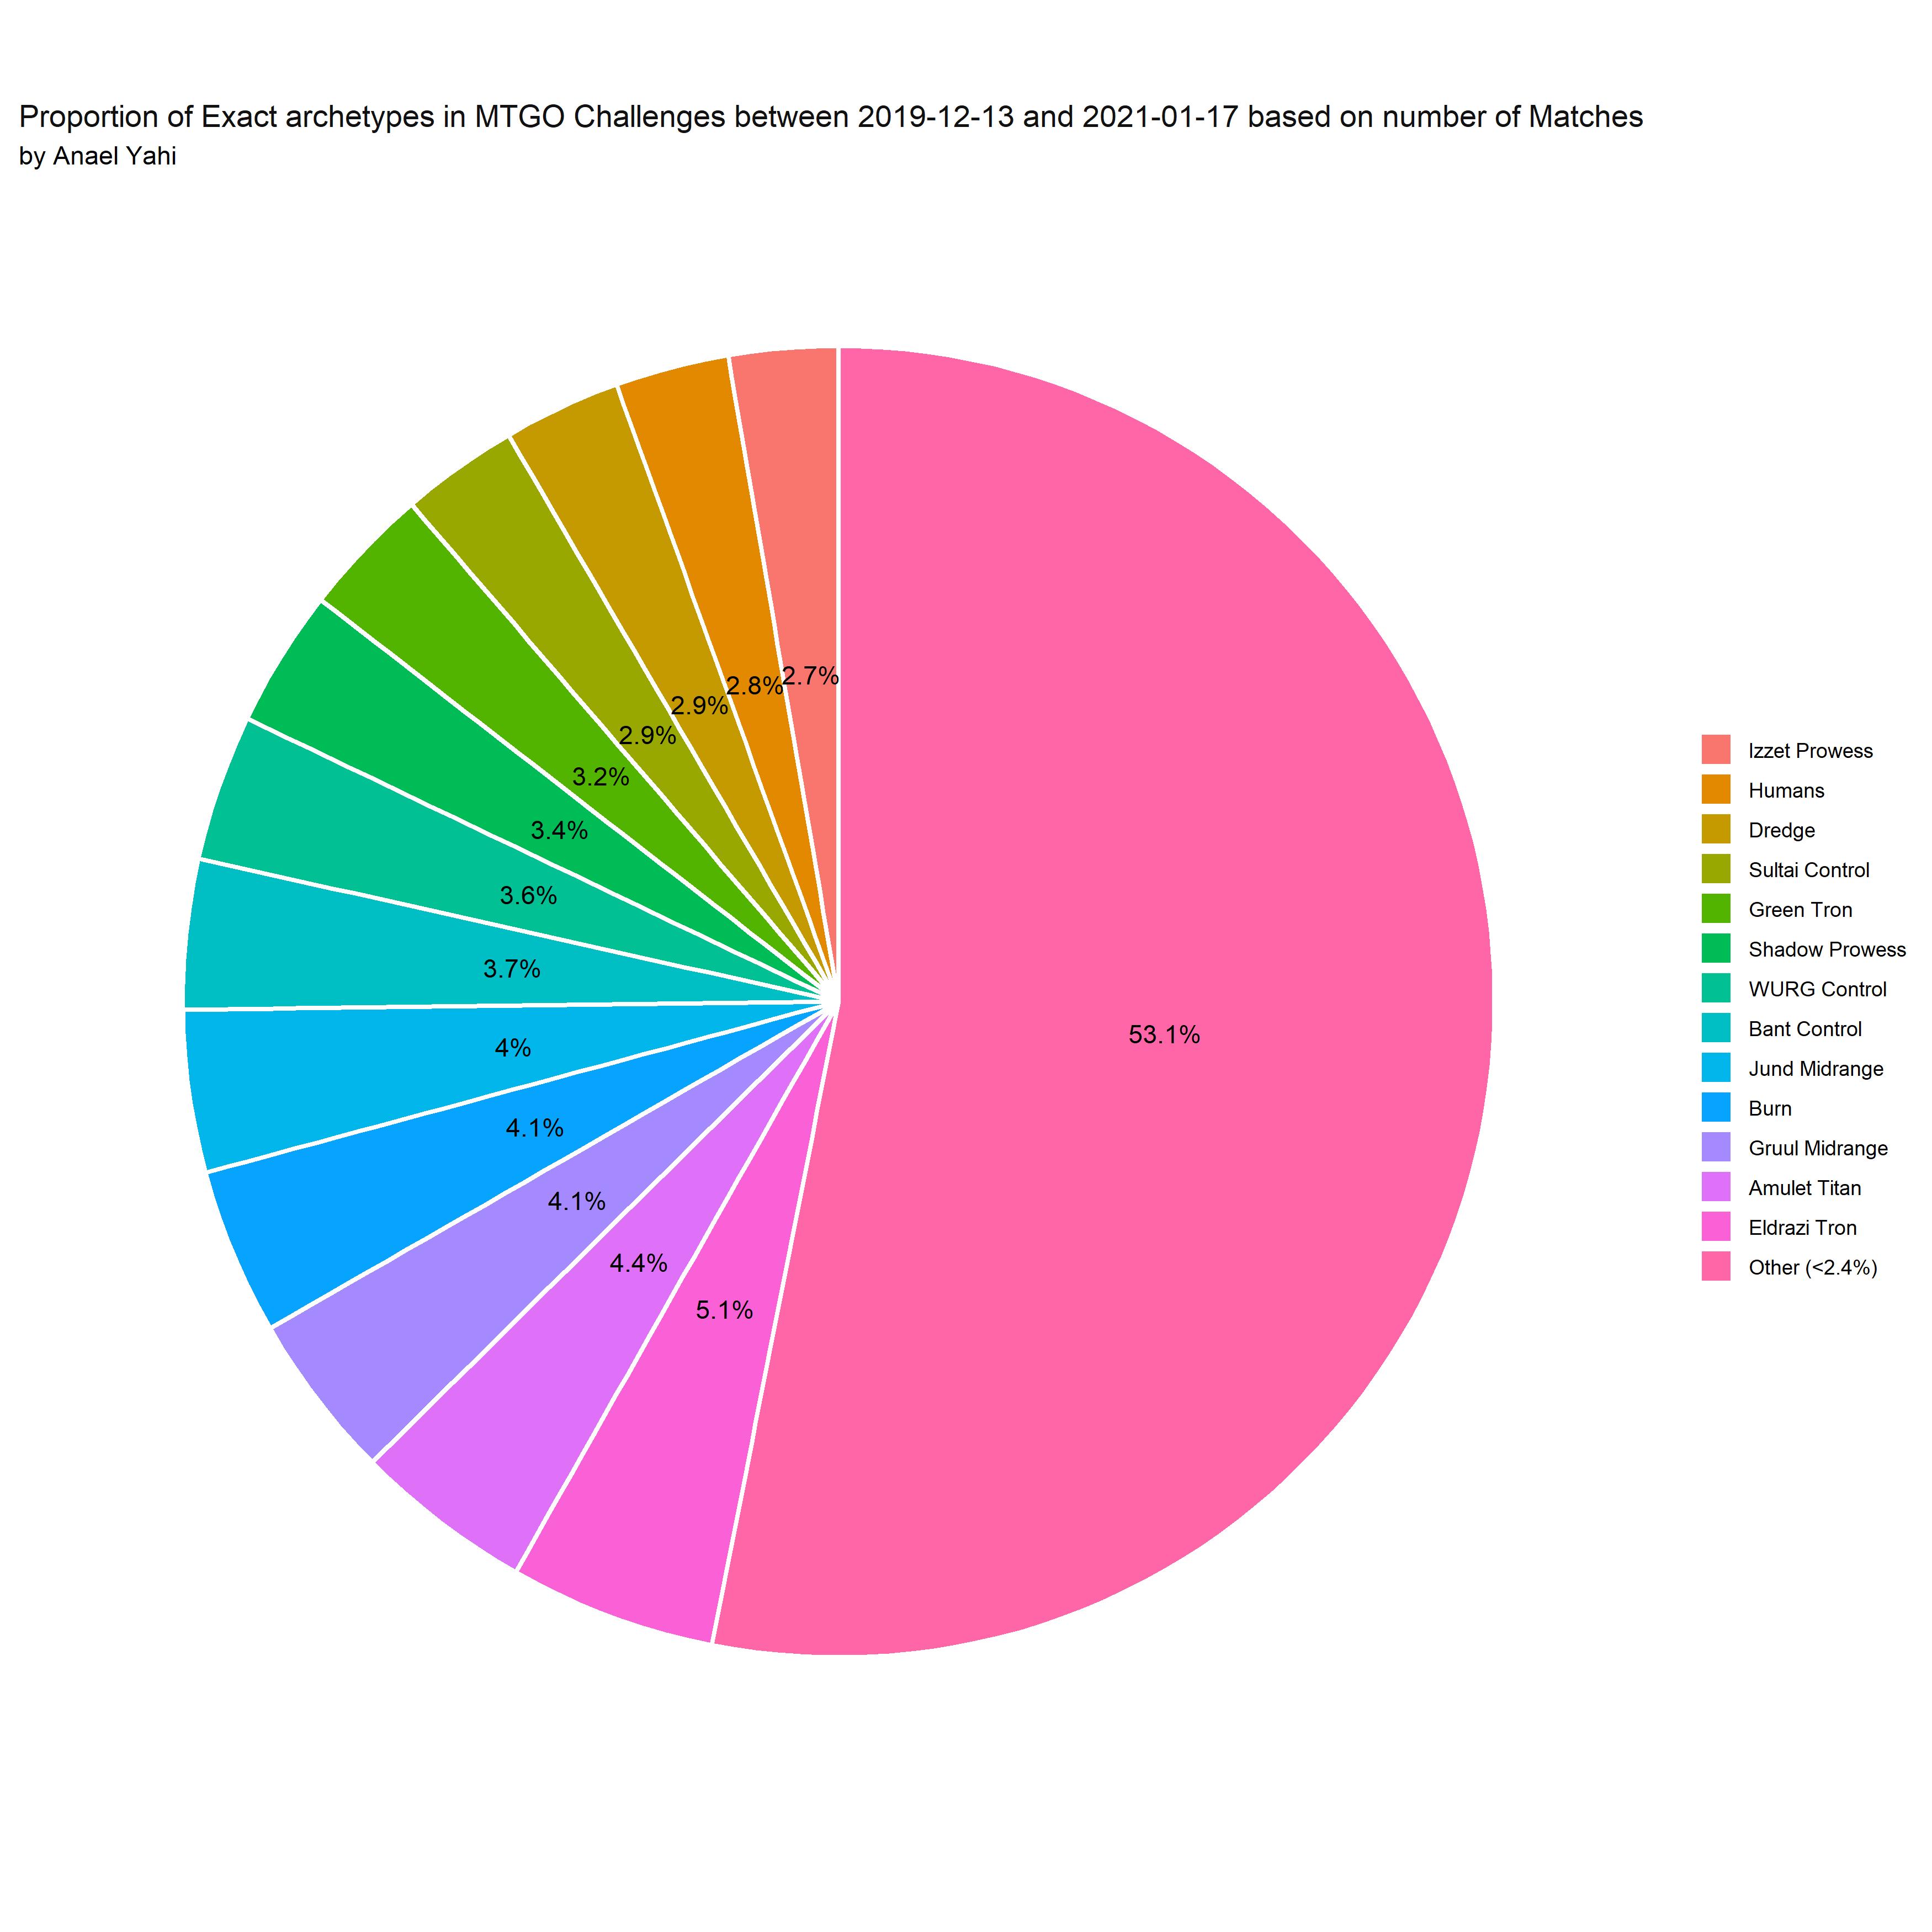 Proportion of Exact archetypes in MTGO Challenges between 2019-12-13 and 2021-01-17 based on number of Matches
by Anael Yahi
2.7%
2.8%
2.9%
2.9%
3.2%
3.4%
3.6%
3.7%
4%
4.1%
4.1%
4.4%
5.1%
53.1%
Izzet Prowess
Humans
Dredge
Sultai Control
Green Tron
Shadow Prowess
WURG Control
Bant Control
Jund Midrange
Burn
Gruul Midrange
Amulet Titan
Eldrazi Tron
Other (<2.4%)